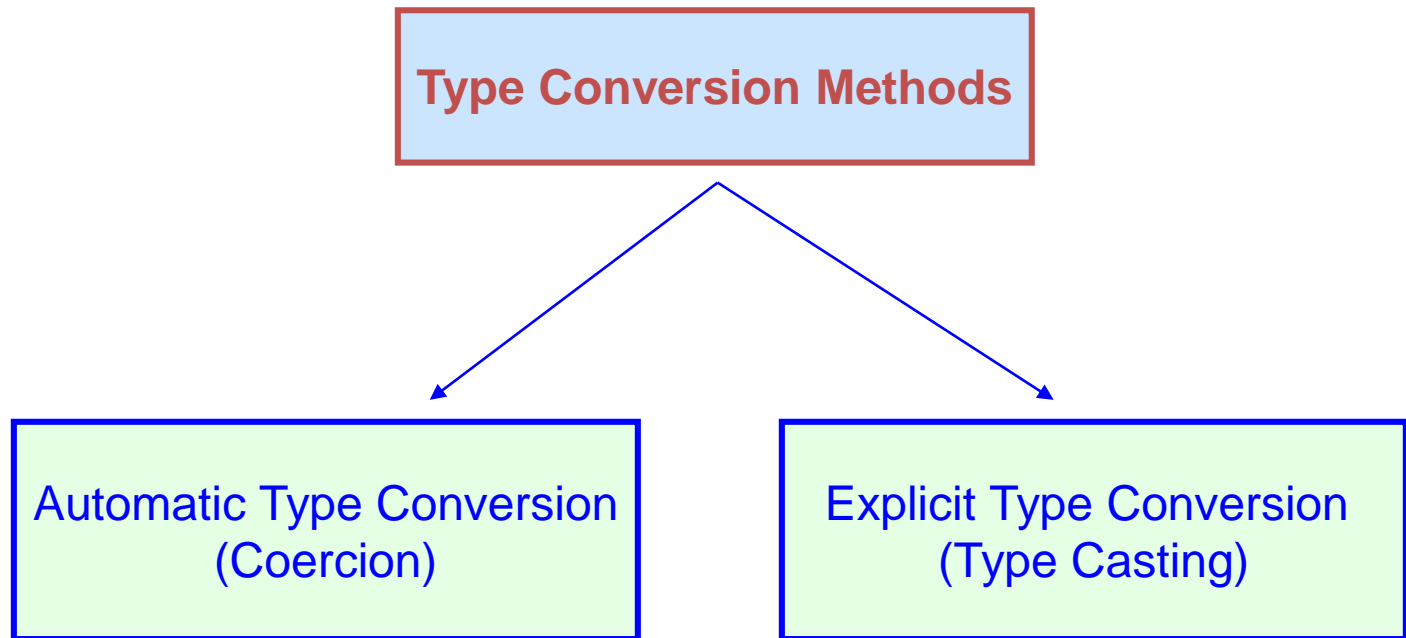 Type Conversion Methods
Automatic Type Conversion
(Coercion)
Explicit Type Conversion
(Type Casting)